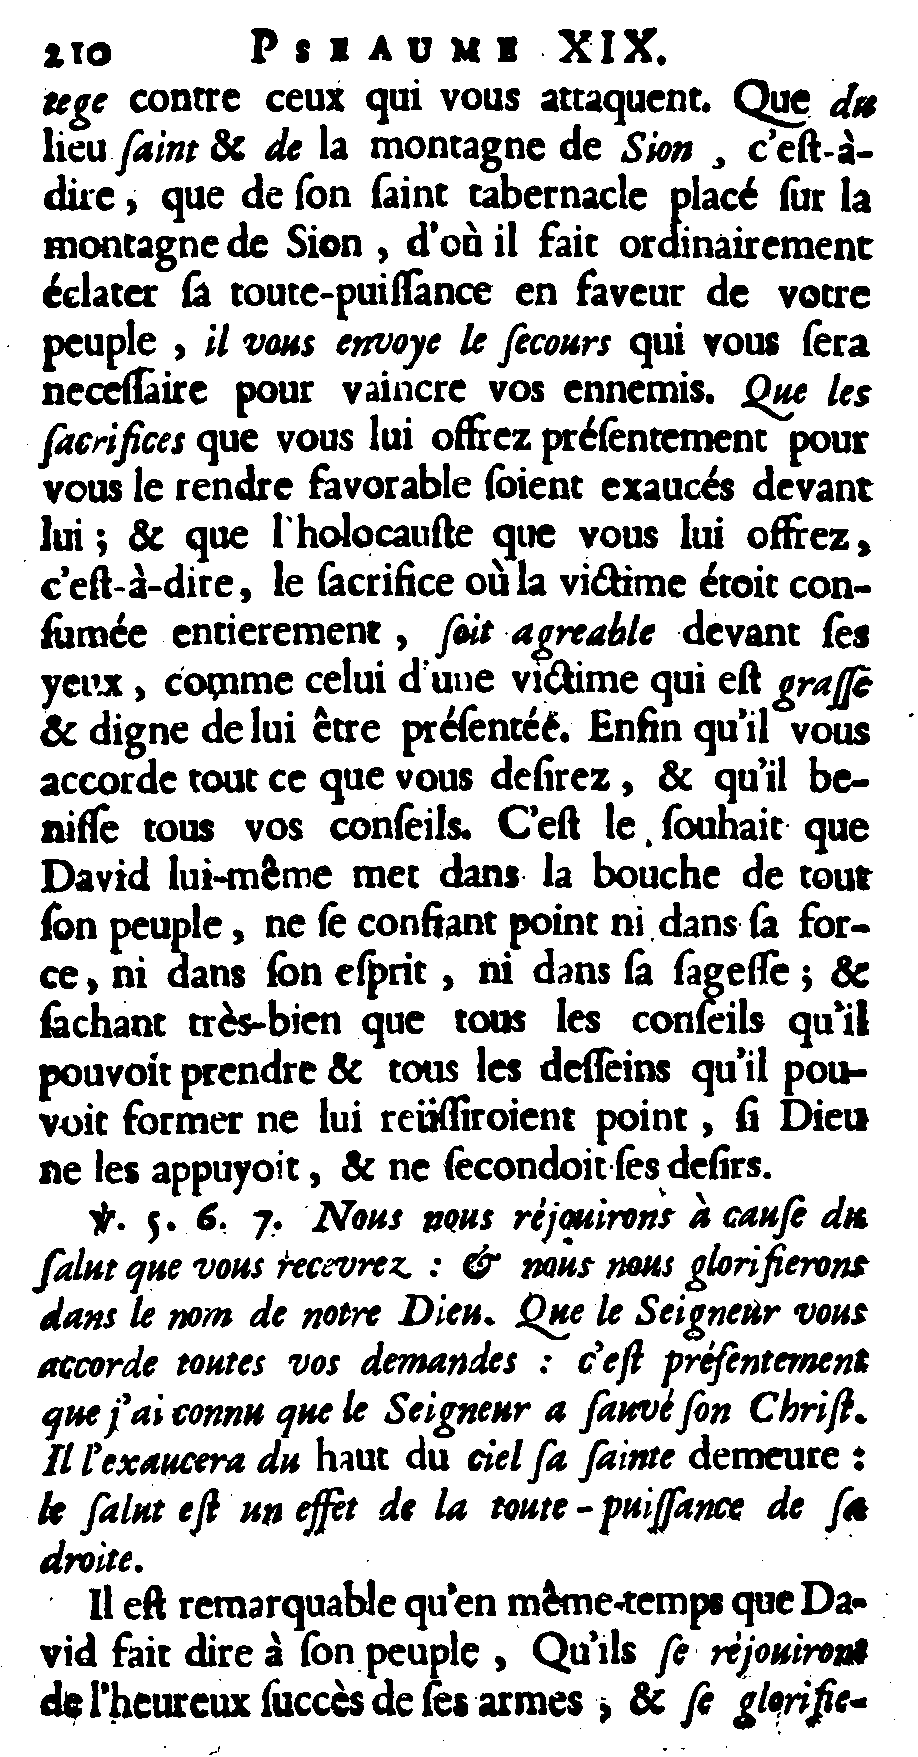 210 PSEAUME XIX.
tege contre ceux qui vous attaquent. Que du
lieu ſaint & de la montagne de Sion, c'eſt-à-
dire, que de ſon ſaint tabernacle placé ſur la
montagne de Sion, d'où il fait ordinairement
éclater ſa toute-puiſſance en faveur de votre
peuple, il vous envoye le ſecours qui vous ſera
neceſſaire pour vaincre vos ennemis. Que les
ſacrifices que vous lui offrez préſentement pour
vous le rendre favorable ſoient exaucés devant
lui ; & que l'holocauſte que vous lui offrez,
c'eſt-à-dire, le ſacrifice où la victime étoit con-
ſumée entierement, ſoit agreable devant ſes
yeux, comme celui d'une victime qui eſt graſſe
& digne de lui être préſentée. Enfin qu'il vous
accorde tout ce que vous deſirez, & qu'il be-
niſſe tous vos conſeils. C'eſt le ſouhait que
David lui-même met dans la bouche de tout
ſon peuple, ne ſe confiant point ni dans ſa for-
ce, ni dans ſon eſprit, ni dans ſa ſageſſe ; &
ſachant très-bien que tous les conſeils qu'il
pouvoit prendre & tous les deſſeins qu'il pou-
voit former ne lui reüſſiroient point, ſi Dieu
ne les appuyoit, & ne ſecondoit ſes deſirs.
℣. 5. 6. 7. Nous nous réjouirons à cauſe du
ſalut que vous recevrez : & nous nous glorifierons
dans le nom de notre Dieu. Que le Seigneur vous
accorde toutes vos demandes : c'eſt préſentement
que j'ai connu que le Seigneur a ſauvé ſon Chriſt.
Il l'exaucera du haut du ciel ſa ſainte demeure :
le ſalut eſt un effet de la toute-puiſſance de ſa
droite.
Il eſt remarquable qu'en même-temps que Da-
vid fait dire à ſon peuple, Qu'ils ſe réjouiront
de l'heureux ſuccès de ſes armes ; & ſe glorifie-